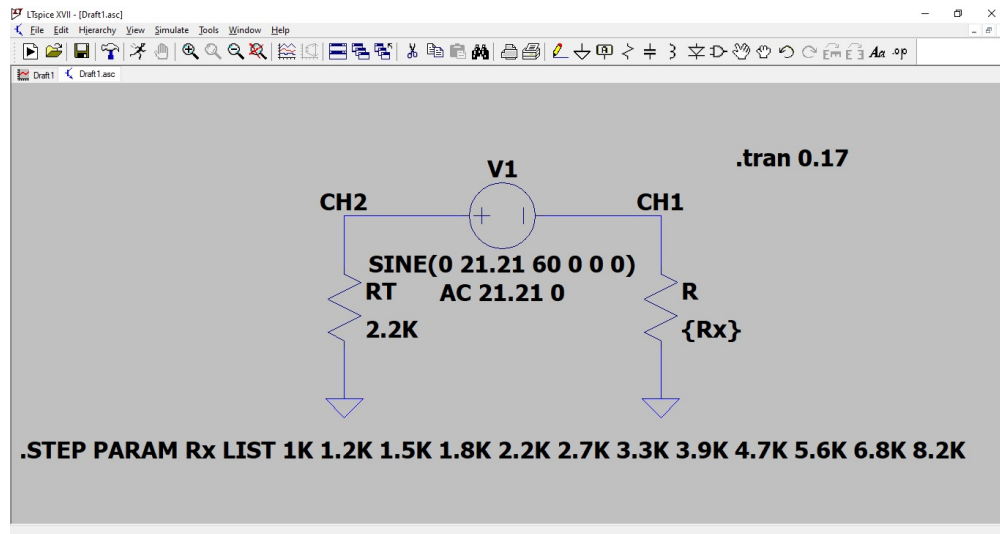 LTspice XVII - [Draft1.asc]
File Edit Hierarchy View Simulate Tools Window Help
Aa .op
Draft1 Draft1.asc
.tran 0.17
V1
CH2 CH1
SINE(0 21.21 60 0 0 0)
RT AC 21.21 0 R
2.2K {Rx}
.STEP PARAM Rx LIST 1K 1.2K 1.5K 1.8K 2.2K 2.7K 3.3K 3.9K 4.7K 5.6K 6.8K 8.2K